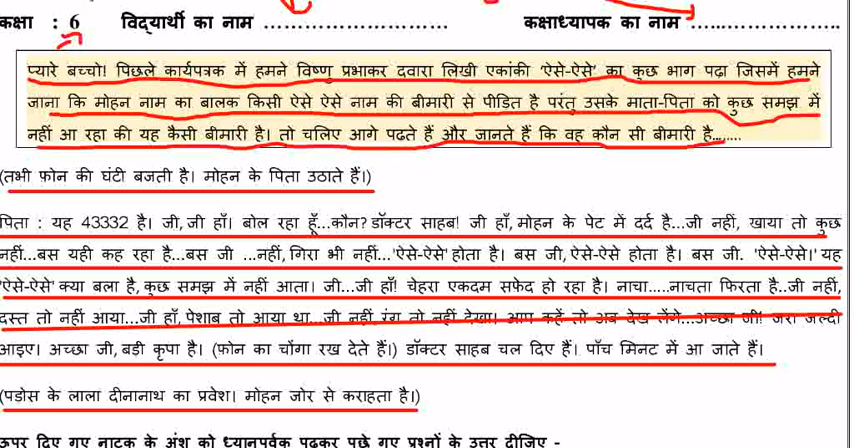 कक्षा : 6 विद्यार्थी का नाम ................................ कक्षाध्यापक का नाम ........................
प्यारे बच्चो! पिछले कार्यपत्रक में हमने विष्णु प्रभाकर दवारा लिखी एकांकी 'ऐसे-ऐसे' का कुछ भाग पढ़ा जिसमें हमने
जाना कि मोहन नाम का बालक किसी ऐसे ऐसे नाम की बीमारी से पीड़ित है परंतु उसके माता-पिता को कुछ समझ में
नहीं आ रहा की यह कैसी बीमारी है। तो चलिए आगे पढते हैं और जानते हैं कि वह कौन सी बीमारी है........
(तभी फ़ोन की घंटी बजती है। मोहन के पिता उठाते हैं।)
पिता : यह 43332 है। जी, जी हाँ। बोल रहा हूँ...कौन? डॉक्टर साहब! जी हाँ, मोहन के पेट में दर्द है...जी नहीं, खाया तो कुछ
नहीं...बस यही कह रहा है...बस जी ...नहीं, गिरा भी नहीं...'ऐसे-ऐसे' होता है। बस जी, ऐसे-ऐसे होता है। बस जी. 'ऐसे-ऐसे।' यह
'ऐसे-ऐसे' क्या बला है, कुछ समझ में नहीं आता। जी...जी हाँ! चेहरा एकदम सफेद हो रहा है। नाचा.....नाचता फिरता है..जी नहीं,
दस्त तो नहीं आया...जी हाँ, पेशाब तो आया था...जी नहीं, रंग तो नहीं देखा। आप कहें तो अब देख लेंगे...अच्छा जी! जरा जल्दी
आइए। अच्छा जी, बड़ी कृपा है। (फ़ोन का चोंगा रख देते हैं।) डॉक्टर साहब चल दिए हैं। पाँच मिनट में आ जाते हैं।
(पडोस के लाला दीनानाथ का प्रवेश। मोहन जोर से कराहता है।)
ऊपर दिए गए नाटक के अंश को ध्यानपूर्वक पढ़कर पूछे गए प्रश्नों के उत्तर दीजिए -